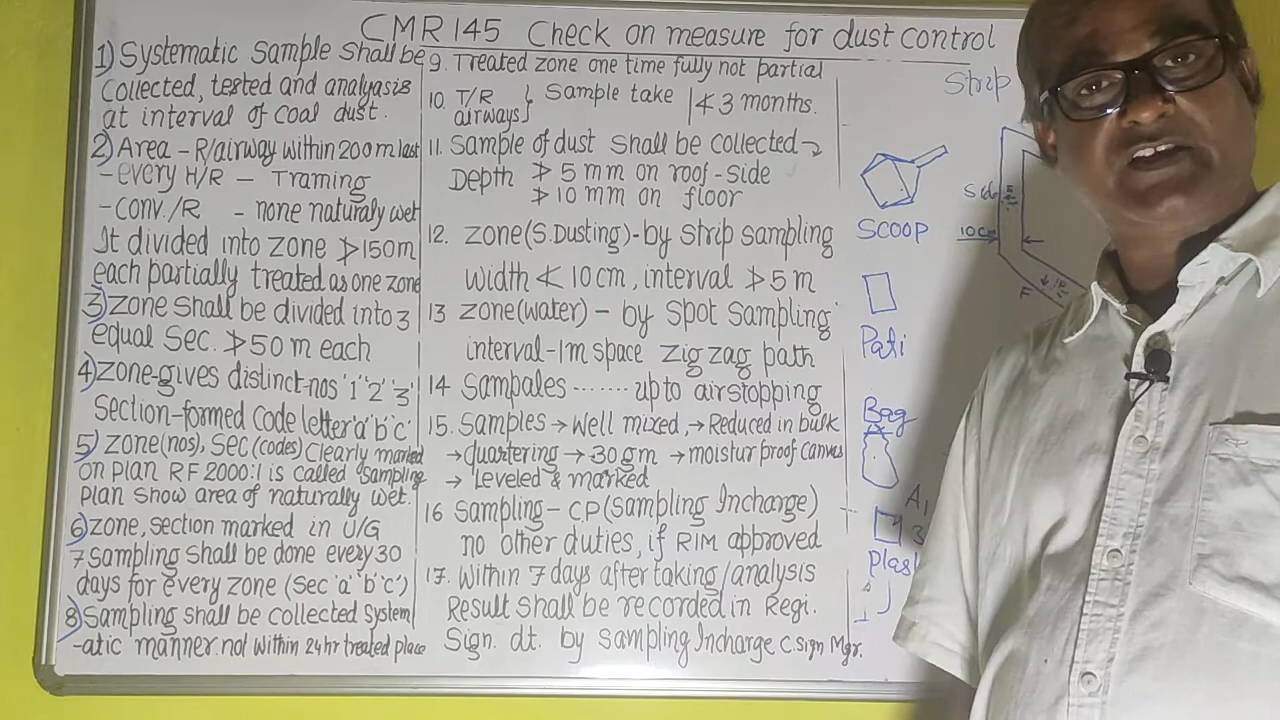 CMR 145 Check on measure for dust control
1) Systematic Sample Shall be
Collected, tested and analyasis
at interval of coal dust.
2) Area - R/airway within 200m last
- every H/R - Traming
- Conv./R - none naturaly wet
It divided into zone ≯ 150m
each partially treated as one zone
3) zone shall be divided into 3
equal Sec. ≯ 50 m each
4) zone-gives distinct-nos '1' '2' '3'
Section-formed Code letter 'a' 'b' 'c'
5) zone (nos), Sec (codes) Clearly marked
on plan RF 2000:1 is called "Sampling
plan show area of naturally wet.
6) zone, section marked in U/G
7 Sampling shall be done every 30
days for every zone (Sec 'a' 'b' 'c')
8) Sampling shall be collected System
-atic manner. not within 24hr treated place
9. Treated zone one time fully not partial
10. T/R
airways} Sample take | ≮ 3 months.
11. Sample of dust shall be collected →
Depth ≯ 5 mm on roof-side
≯ 10 mm on floor
12. zone (S. Dusting) - by Strip sampling
width ≮ 10 cm, interval ≯ 5 m
13 zone (water) - by Spot Sampling
interval-1m space zig zag path
14 Sampales ....... up to airstopping
15. Samples → Well mixed, → Reduced in bulk
→ quartering → 30 gm → moistur proof canvas
→ Leveled & marked
16 Sampling - C.P (Sampling Incharge)
no other duties, if RIM approved
17. Within 7 days after taking/analysis
Result shall be recorded in Regi.
Sign. dt. by Sampling Incharge C. Sign Mgr.
Strip
SCOOP
Side
10 cm
F
Pati
Bag
A,
3
plas